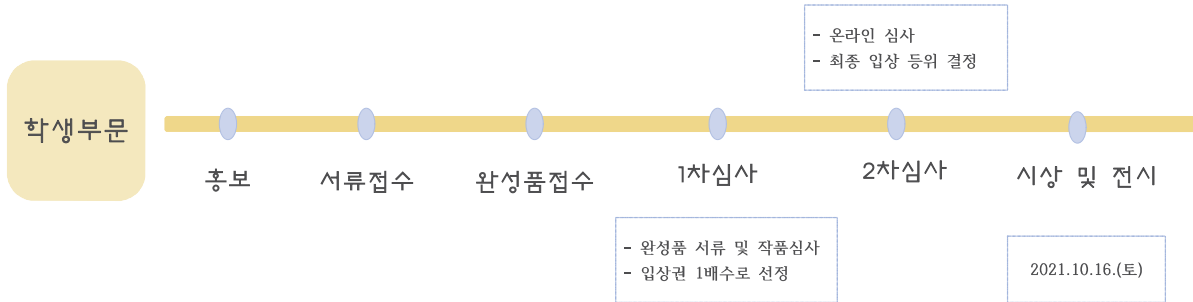 - 온라인 심사
- 최종 입상 등위 결정
학생부문
홍보
서류접수
완성품접수
1차심사
2차심사
시상 및 전시
- 완성품 서류 및 작품심사
- 입상권 1배수로 선정
2021.10.16.(토)